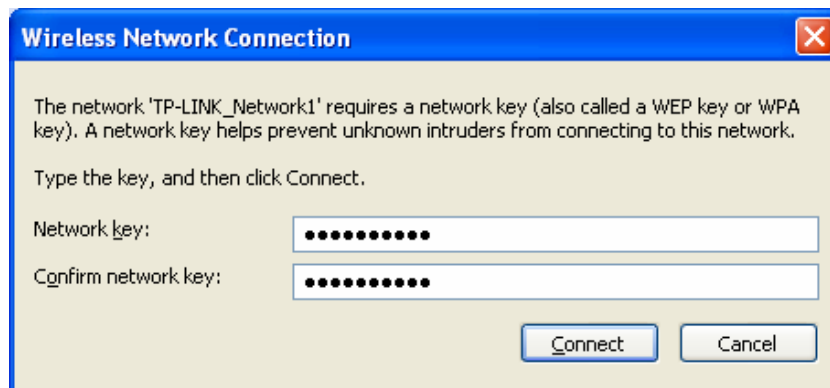 Wireless Network Connection
The network 'TP-LINK_Network1' requires a network key (also called a WEP key or WPA
key). A network key helps prevent unknown intruders from connecting to this network.
Type the key, and then click Connect.
Network key:
••••••••••
Confirm network key:
••••••••••
Connect
Cancel